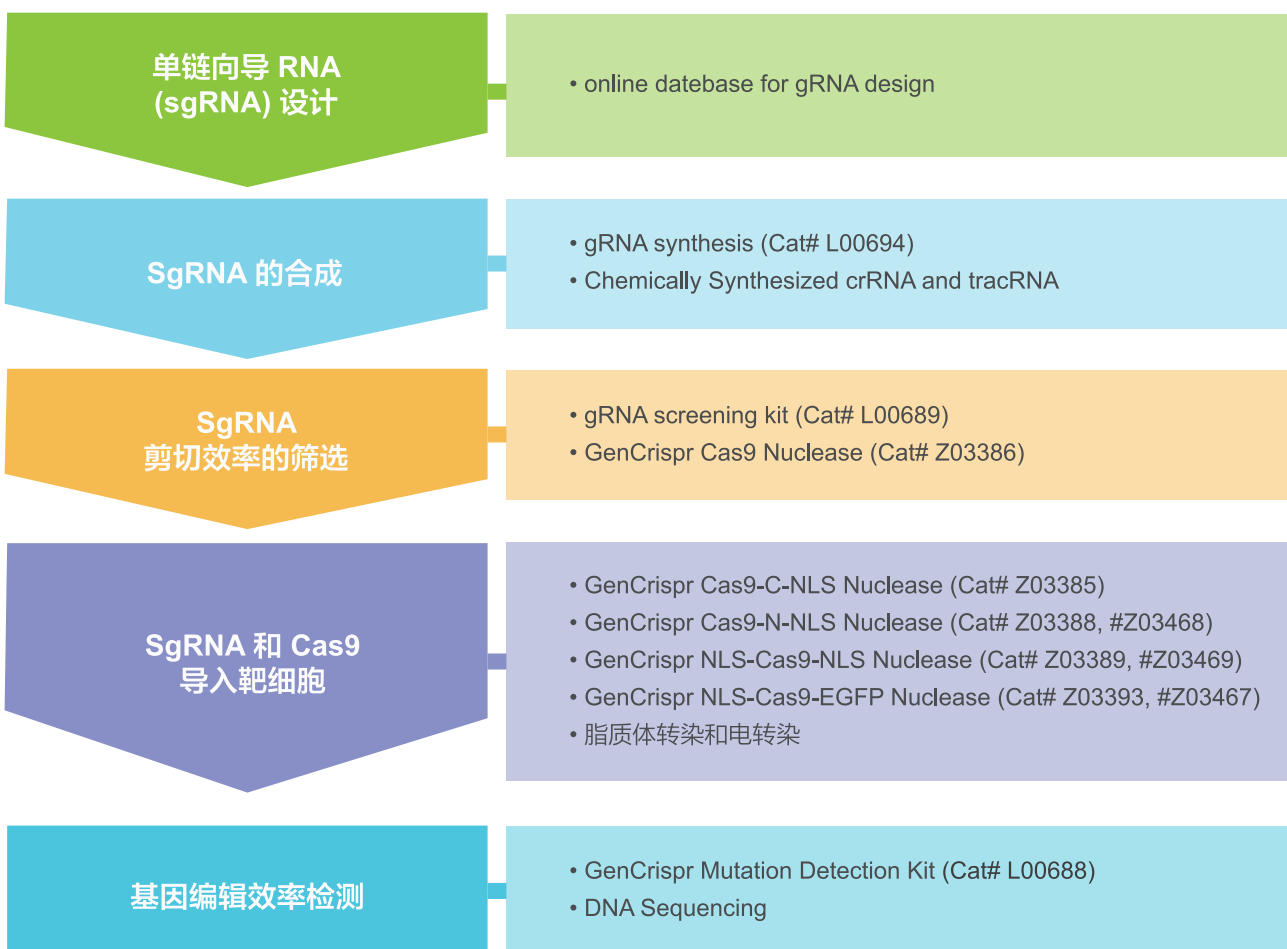 单链向导 RNA
(sgRNA) 设计
• online datebase for gRNA design
SgRNA 的合成
• gRNA synthesis (Cat# L00694)
• Chemically Synthesized crRNA and tracRNA
SgRNA
剪切效率的筛选
• gRNA screening kit (Cat# L00689)
• GenCrispr Cas9 Nuclease (Cat# Z03386)
SgRNA 和 Cas9
导入靶细胞
• GenCrispr Cas9-C-NLS Nuclease (Cat# Z03385)
• GenCrispr Cas9-N-NLS Nuclease (Cat# Z03388, #Z03468)
• GenCrispr NLS-Cas9-NLS Nuclease (Cat# Z03389, #Z03469)
• GenCrispr NLS-Cas9-EGFP Nuclease (Cat# Z03393, #Z03467)
• 脂质体转染和电转染
基因编辑效率检测
• GenCrispr Mutation Detection Kit (Cat# L00688)
• DNA Sequencing